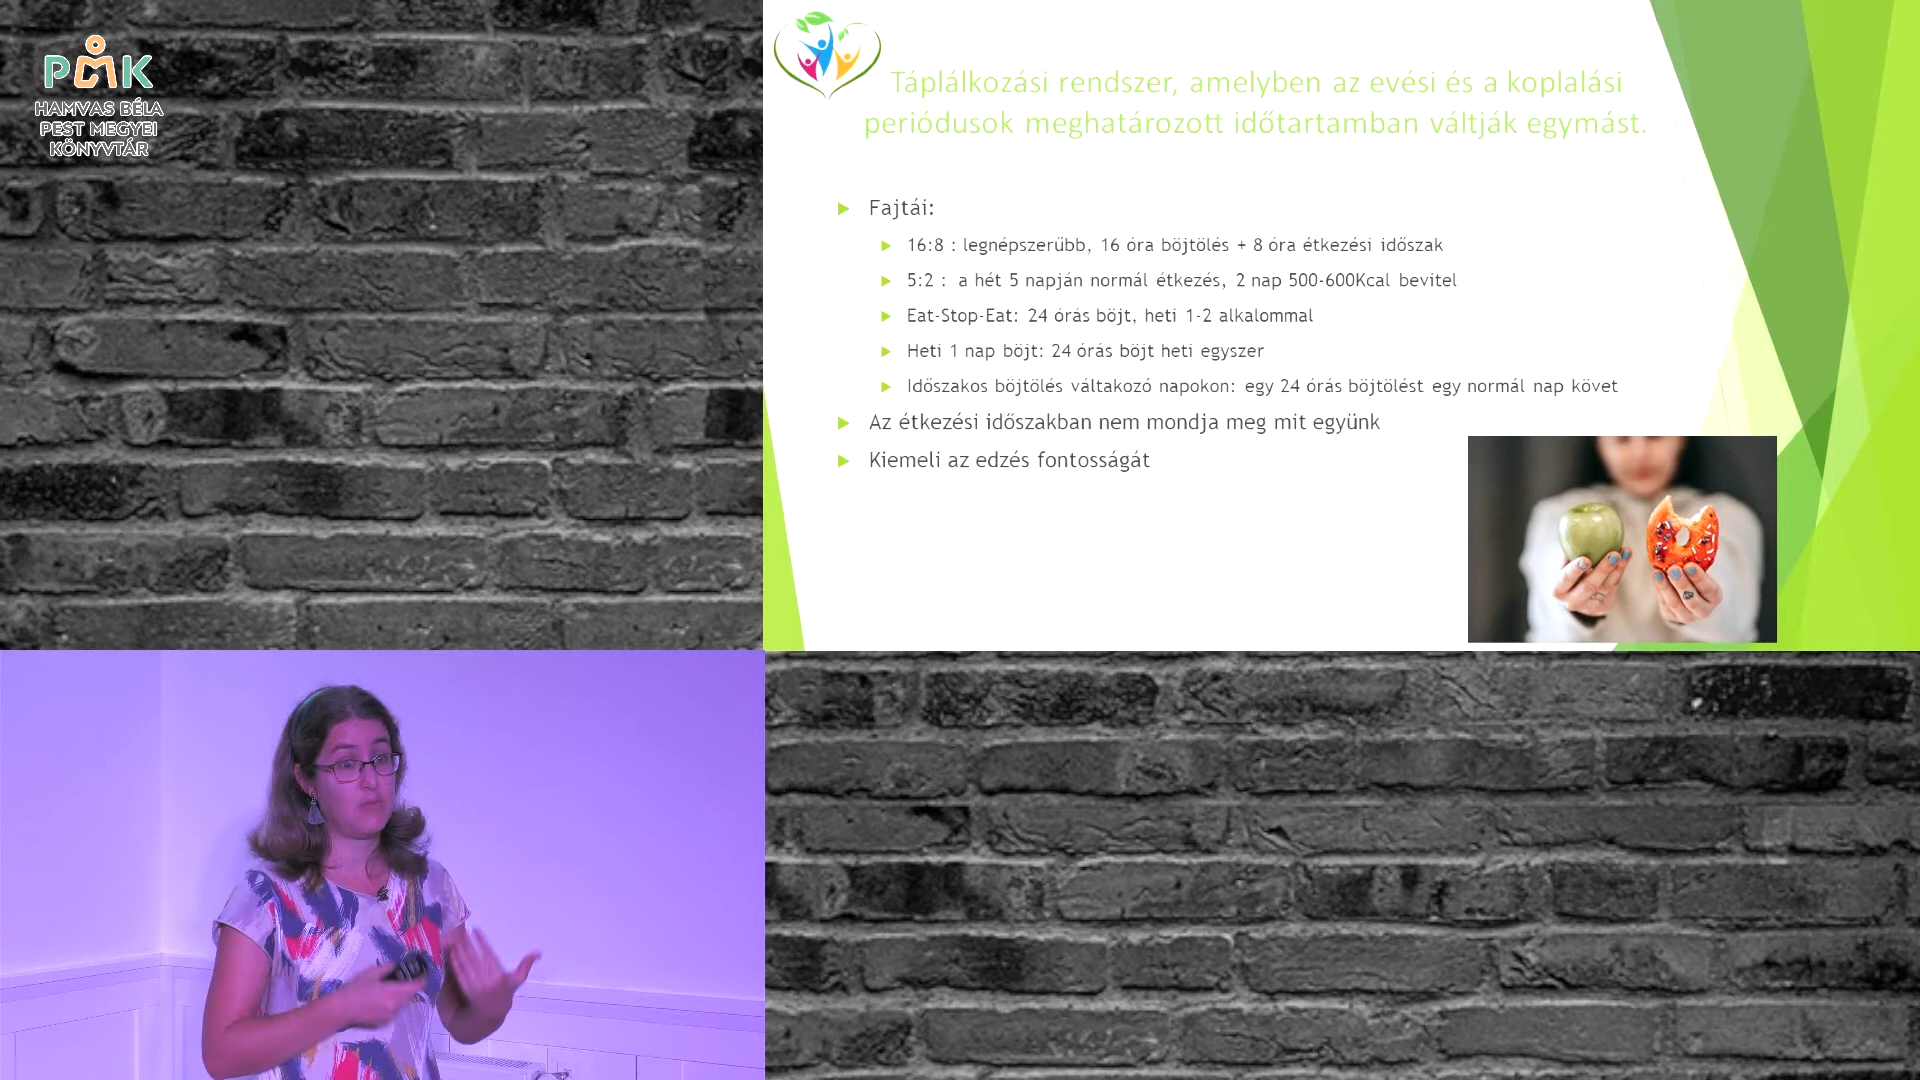 PMK
HAMVAS BÉLA
PEST MEGYEI
KÖNYVTÁR
Táplálkozási rendszer, amelyben az evési és a koplalási
periódusok meghatározott időtartamban váltják egymást.
Fajtái:
16:8 : legnépszerűbb, 16 óra böjtölés + 8 óra étkezési időszak
5:2 : a hét 5 napján normál étkezés, 2 nap 500-600Kcal bevitel
Eat-Stop-Eat: 24 órás böjt, heti 1-2 alkalommal
Heti 1 nap böjt: 24 órás böjt heti egyszer
Időszakos böjtölés váltakozó napokon: egy 24 órás böjtölést egy normál nap követ
Az étkezési időszakban nem mondja meg mit együnk
Kiemeli az edzés fontosságát